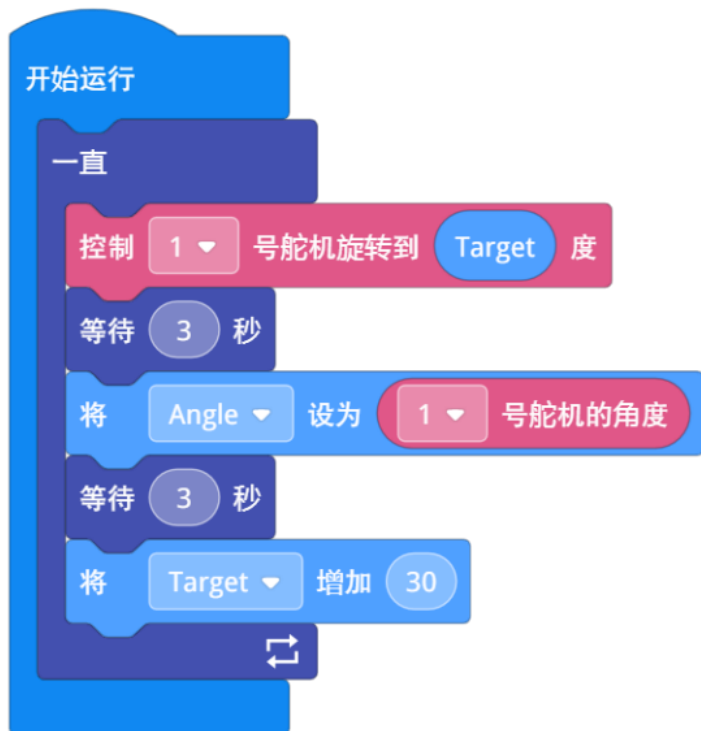 开始运行
一直
控制 1 号舵机旋转到 Target 度
等待 3 秒
将 Angle 设为 1 号舵机的角度
等待 3 秒
将 Target 增加 30